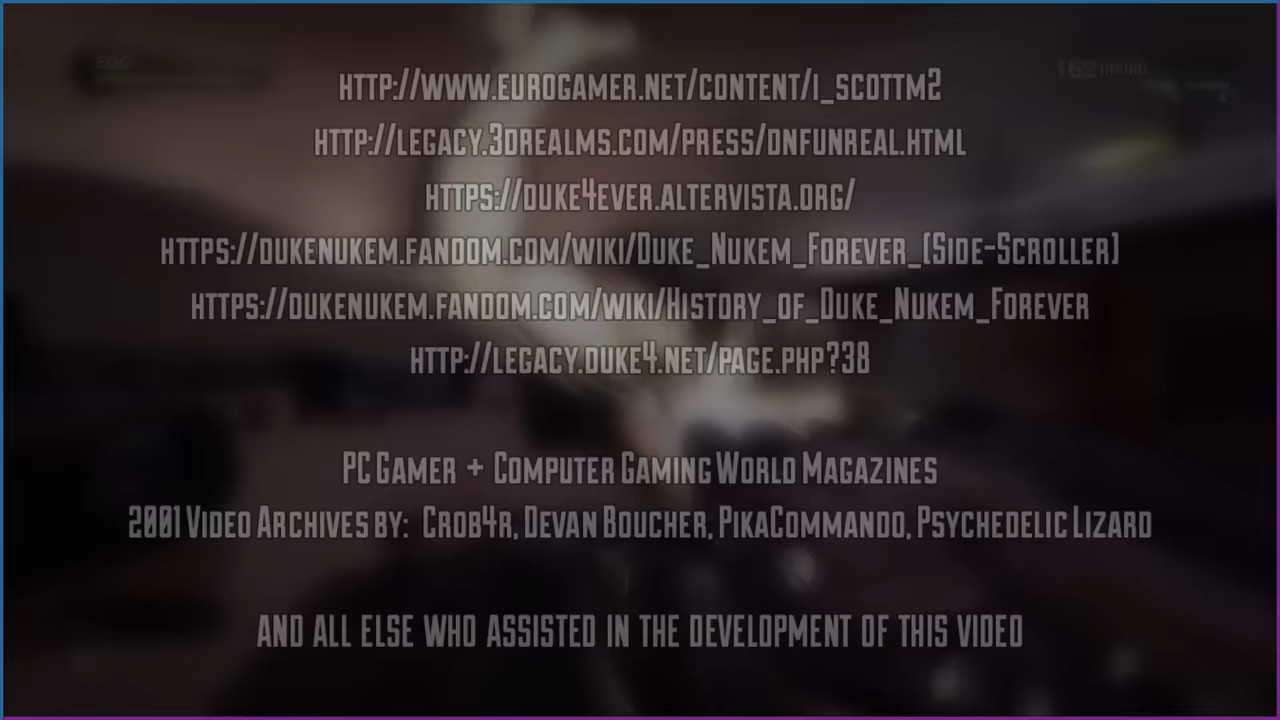 HTTP://WWW.EUROGAMER.NET/CONTENT/I_SCOTTM2
HTTP://LEGACY.3DREALMS.COM/PRESS/DNFUNREAL.HTML
HTTPS://DUKE4EVER.ALTERVISTA.ORG/
HTTPS://DUKENUKEM.FANDOM.COM/WIKI/DUKE_NUKEM_FOREVER_(SIDE-SCROLLER)
HTTPS://DUKENUKEM.FANDOM.COM/WIKI/HISTORY_OF_DUKE_NUKEM_FOREVER
HTTP://LEGACY.DUKE4.NET/PAGE.PHP?38
PC GAMER + COMPUTER GAMING WORLD MAGAZINES
2001 VIDEO ARCHIVES BY: CROB4R, DEVAN BOUCHER, PIKACOMMANDO, PSYCHEDELIC LIZARD
AND ALL ELSE WHO ASSISTED IN THE DEVELOPMENT OF THIS VIDEO